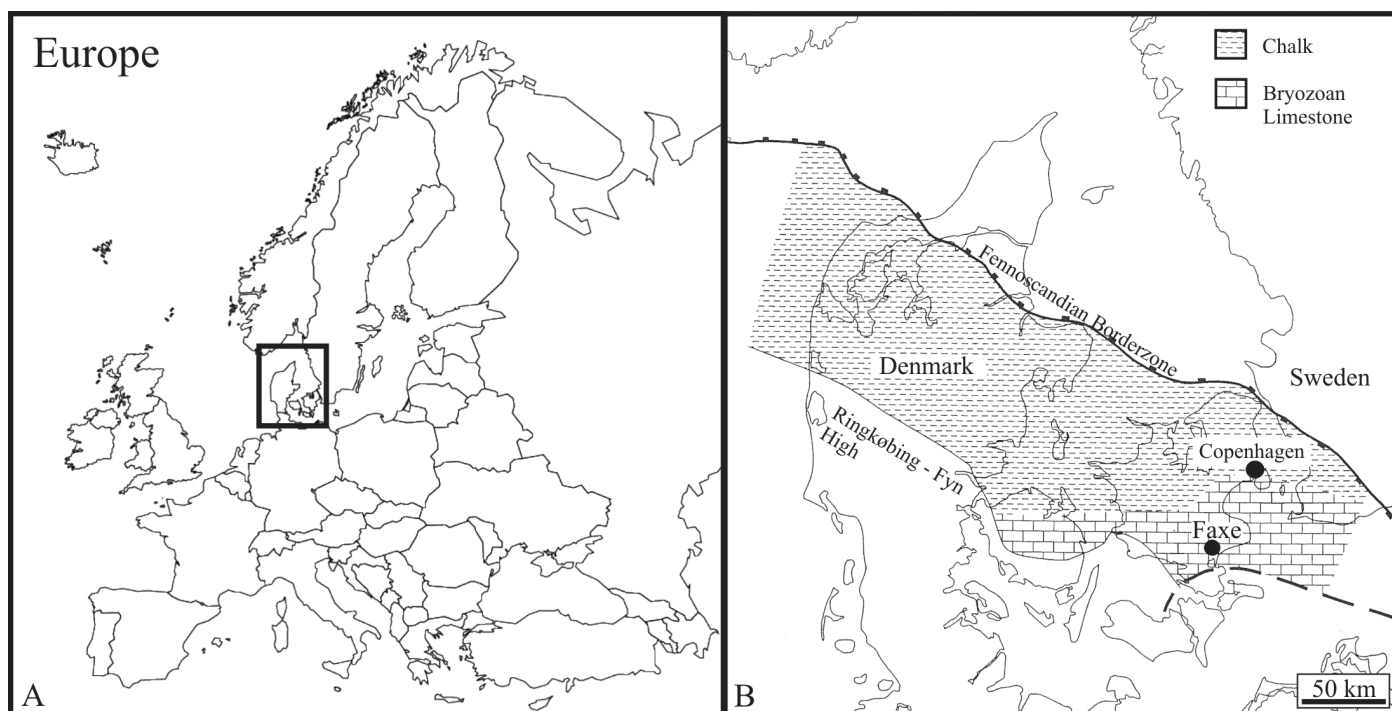 Europe
A
Chalk
Bryozoan
Limestone
Fennoscandian Borderzone
Denmark
Sweden
Ringkøbing - Fyn
High
Copenhagen
Faxe
B
50 km